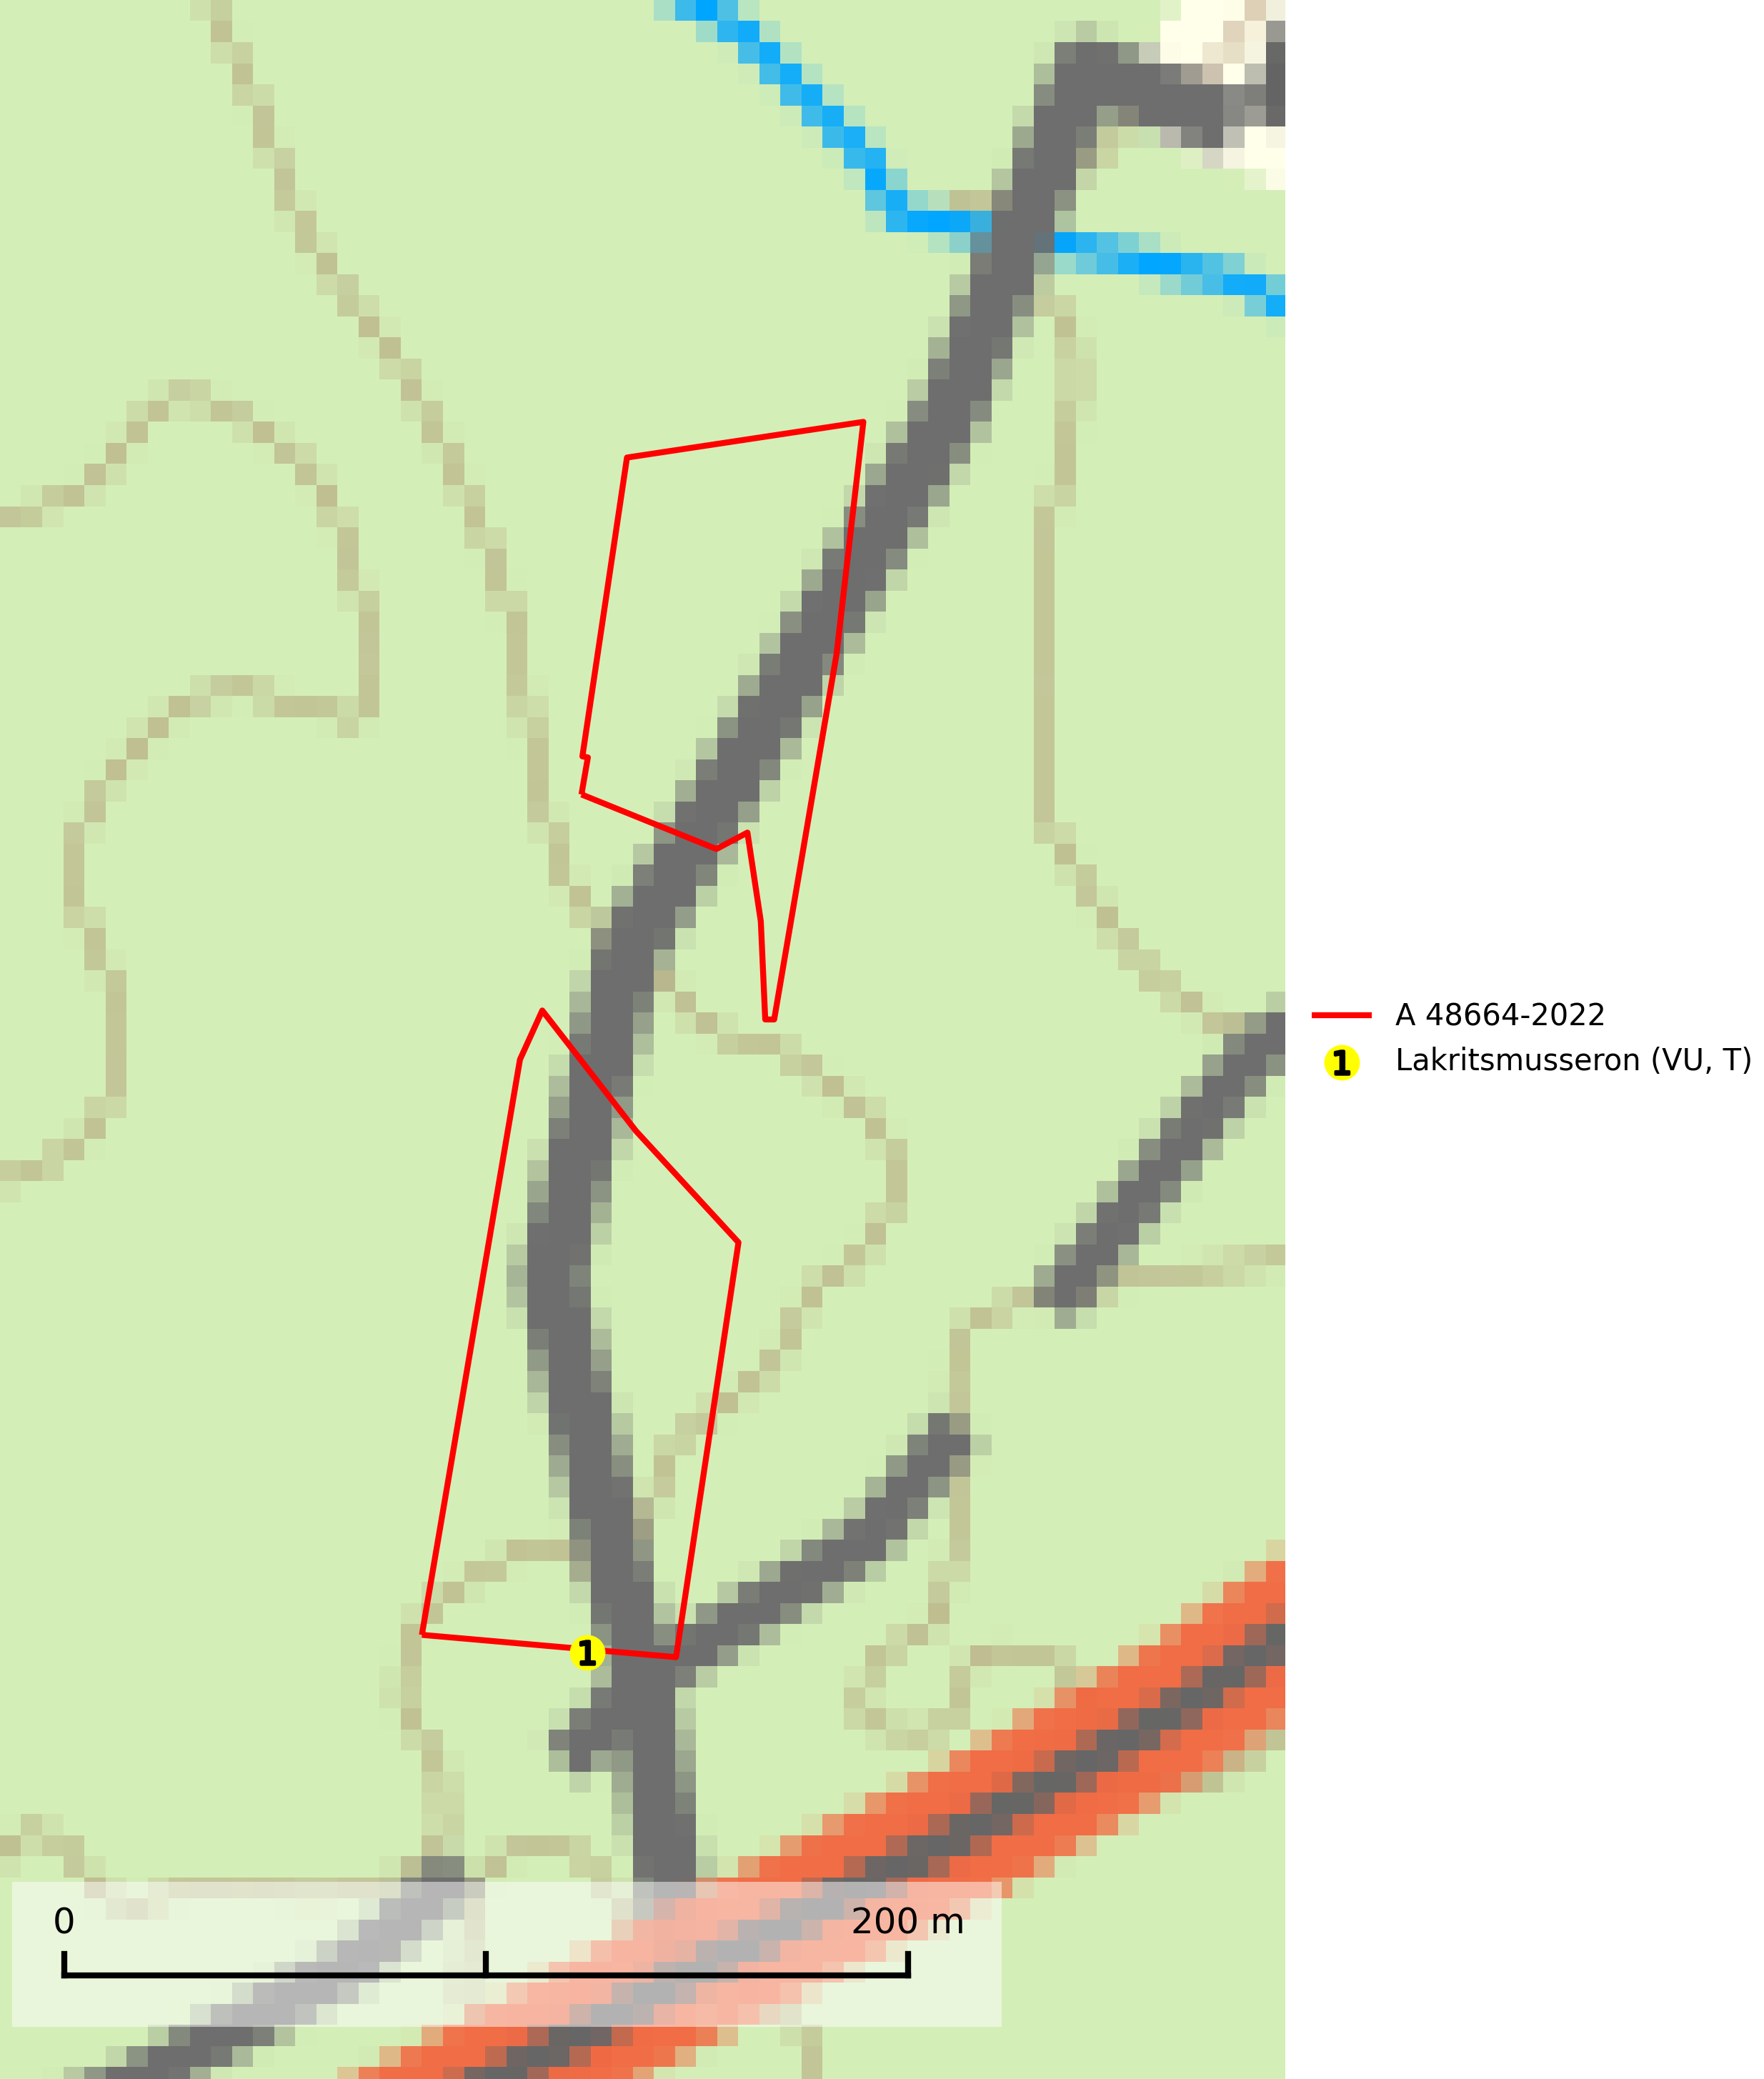 A 48664-2022
1 Lakritsmusseron (VU, T)
1
0 200 m